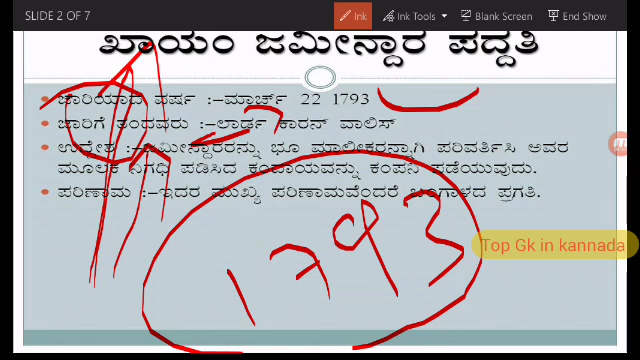 SLIDE 2 OF 7
Ink
Ink Tools
Blank Screen
End Show
ಖಾಯಂ ಜಮೀನ್ದಾರ ಪದ್ದತಿ
• ಜಾರಿಯಾದ ವರ್ಷ :-ಮಾರ್ಚ್ 22 1793
• ಜಾರಿಗೆ ತಂದವರು :-ಲಾರ್ಡ ಕಾರನ್ ವಾಲಿಸ್
• ಉದ್ದೇಶ :-ಜಮೀನ್ದಾರರನ್ನು ಭೂ ಮಾಲೀಕರನ್ನಾಗಿ ಪರಿವರ್ತಿಸಿ ಅವರ
ಮೂಲಕ ನಿಗಧಿ ಪಡಿಸಿದ ಕಂದಾಯವನ್ನು ಕಂಪನಿ ಪಡೆಯುವುದು.
• ಪರಿಣಾಮ :-ಇದರ ಮುಖ್ಯ ಪರಿಣಾಮವೆಂದರೆ ಬಂಗಾಳದ ಪ್ರಗತಿ.
1793
Top Gk in kannada